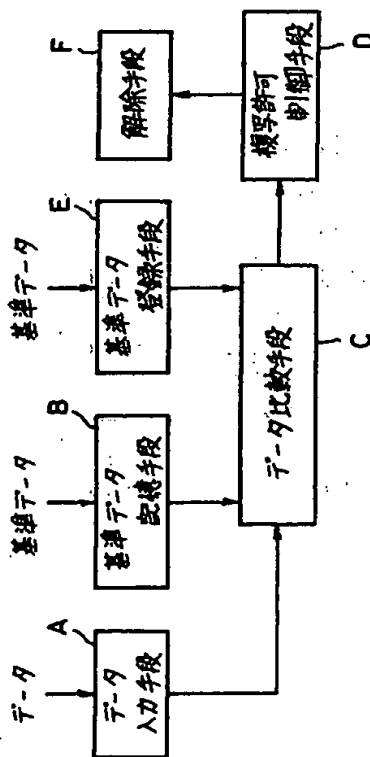 データ
A
データ
入力手段
基準データ
B
基準データ
記憶手段
基準データ
E
基準データ
登録手段
データ比較手段
C
複写許可
制御手段
D
解除手段
F